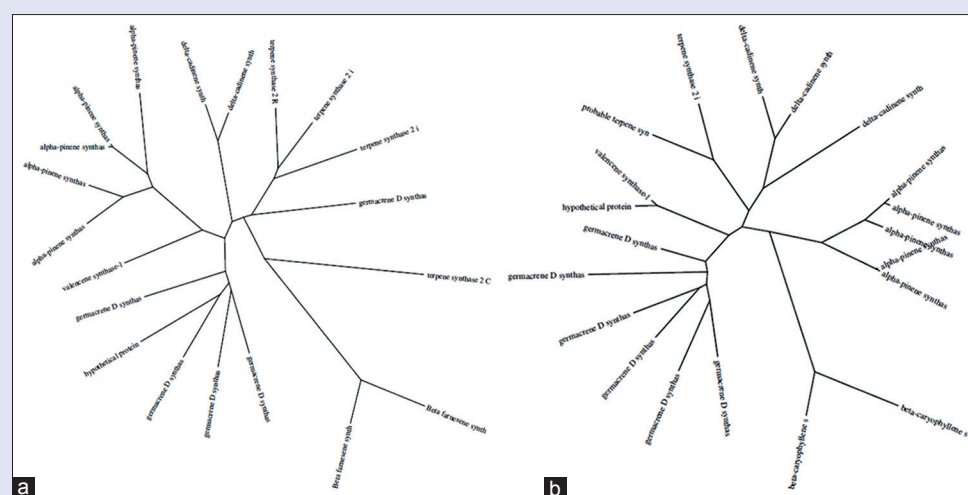 alpha-pinene synthas
alpha-pinene synthas
alpha-pinene synthas
alpha-pinene synthas
alpha-pinene synthas
delta-cadinene synth
delta-cadinene synth
terpene synthase 2 R
terpene synthase 2 i
terpene synthase 2 i
germacrene D synthas
terpene synthase 2 C
Beta farnesene synth
Beta farnesene synth
germacrene D synthas
germacrene D synthas
germacrene D synthas
hypothetical protein
germacrene D synthas
valencene synthase-1
a
terpene synthase 2 i
delta-cadinene synth
delta-cadinene synth
delta-cadinene synth
probable terpene syn
valencene synthase-1
hypothetical protein
germacrene D synthas
germacrene D synthas
germacrene D synthas
germacrene D synthas
germacrene D synthas
germacrene D synthas
alpha-pinene synthas
alpha-pinene synthas
alpha-pinene synthas
alpha-pinene synthas
alpha-pinene synthas
beta-caryophyllene s
beta-caryophyllene s
b